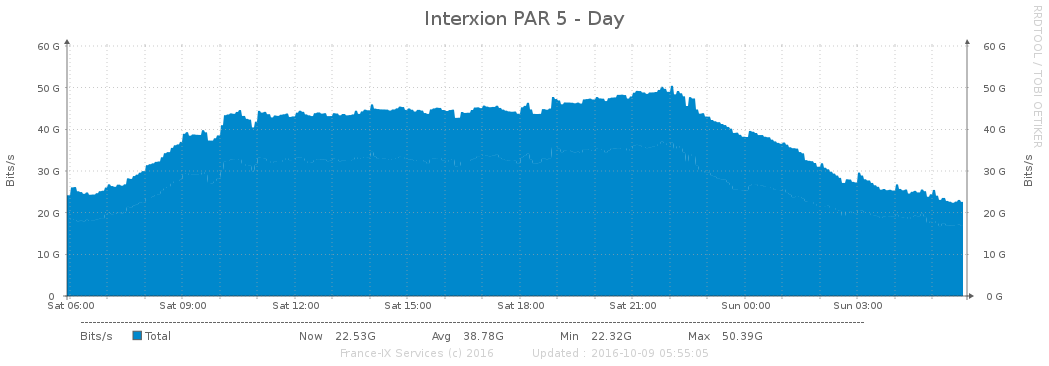 Interxion PAR 5 - Day
RRDTOOL / TOBI OETIKER
Bits/s
60 G 60 G
50 G 50 G
40 G 40 G
30 G 30 G
20 G 20 G
10 G 10 G
0 0 G
Bits/s
Sat 06:00 Sat 09:00 Sat 12:00 Sat 15:00 Sat 18:00 Sat 21:00 Sun 00:00 Sun 03:00
Bits/s Total Now 22.53G Avg 38.78G Min 22.32G Max 50.39G
France-IX Services (c) 2016 Updated : 2016-10-09 05:55:05